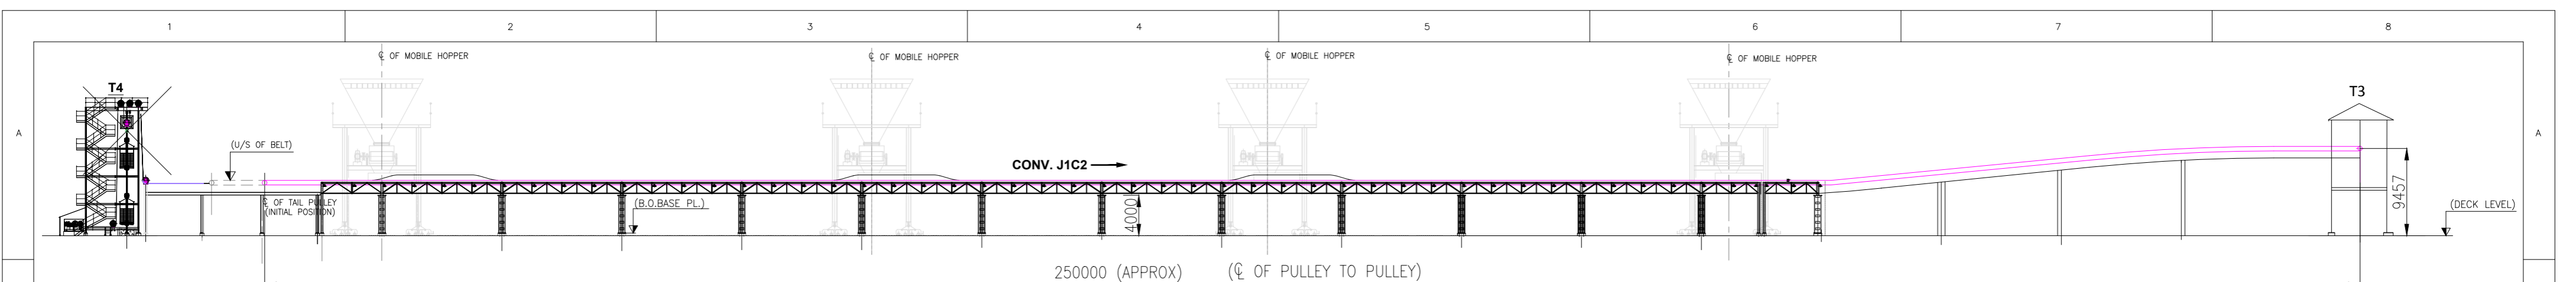 1 2 3 4 5 6 7 8
℄ OF MOBILE HOPPER
℄ OF MOBILE HOPPER
℄ OF MOBILE HOPPER
℄ OF MOBILE HOPPER
T4
T3
A
A
(U/S OF BELT)
CONV. J1C2
℄ OF TAIL PULLEY
(INITIAL POSITION)
(B.O.BASE PL.)
4000
9457
(DECK LEVEL)
250000 (APPROX) (℄ OF PULLEY TO PULLEY)